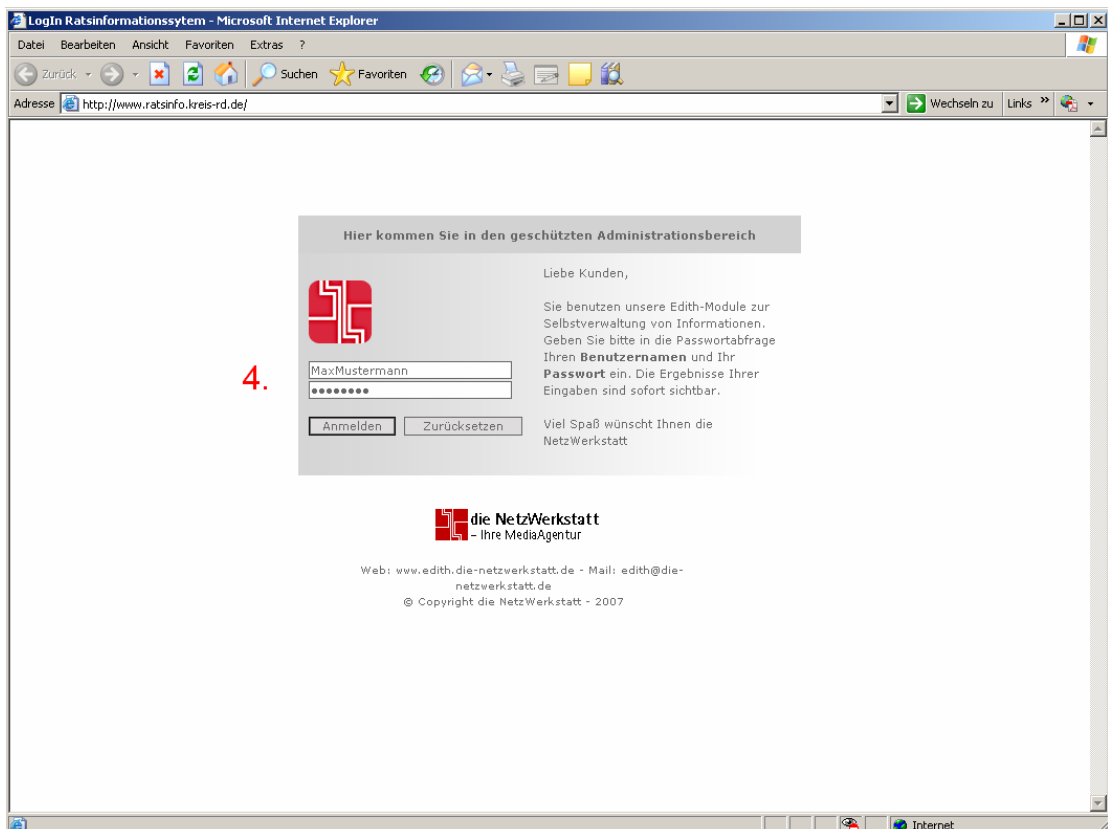 LogIn Ratsinformationssytem - Microsoft Internet Explorer
Datei Bearbeiten Ansicht Favoriten Extras ?
Zurück Suchen Favoriten
Adresse http://www.ratsinfo.kreis-rd.de/ Wechseln zu Links »
Hier kommen Sie in den geschützten Administrationsbereich
4.
MaxMustermann
••••••••
Anmelden Zurücksetzen
Liebe Kunden,
Sie benutzen unsere Edith-Module zur
Selbstverwaltung von Informationen.
Geben Sie bitte in die Passwortabfrage
Ihren Benutzernamen und Ihr
Passwort ein. Die Ergebnisse Ihrer
Eingaben sind sofort sichtbar.
Viel Spaß wünscht Ihnen die
NetzWerkstatt
die NetzWerkstatt
– Ihre MediaAgentur
Web: www.edith.die-netzwerkstatt.de - Mail: edith@die-
netzwerkstatt.de
© Copyright die NetzWerkstatt - 2007
Internet